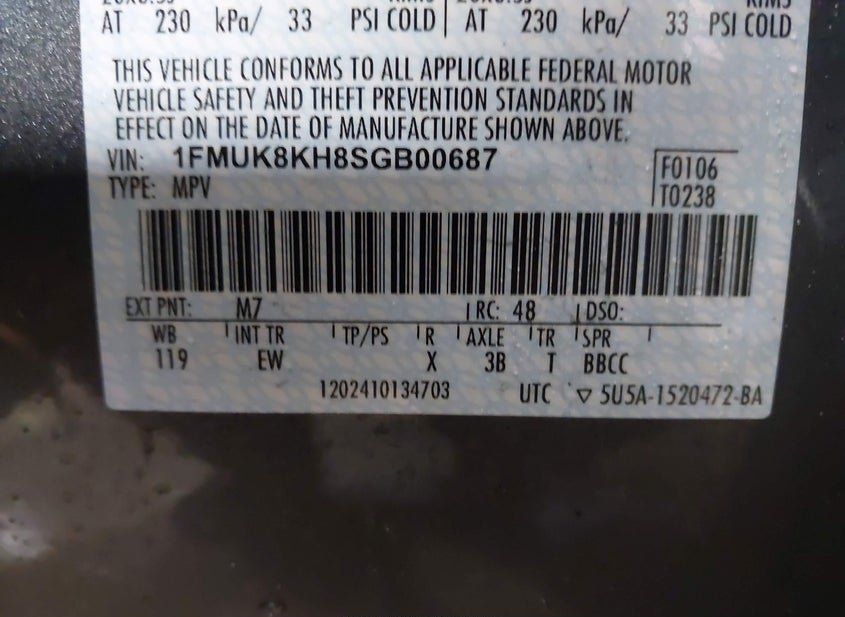 AT 230 kPa/ 33 PSI COLD AT 230 kPa/ 33 PSI COLD
THIS VEHICLE CONFORMS TO ALL APPLICABLE FEDERAL MOTOR
VEHICLE SAFETY AND THEFT PREVENTION STANDARDS IN
EFFECT ON THE DATE OF MANUFACTURE SHOWN ABOVE.
VIN: 1FMUK8KH8SGB00687 F0106
TYPE: MPV T0238
EXT PNT: M7 RC: 48 DSO:
WB INT TR TP/PS R AXLE TR SPR
119 EW X 3B T BBCC
1202410134703 UTC ▽ 5U5A-1520472-BA